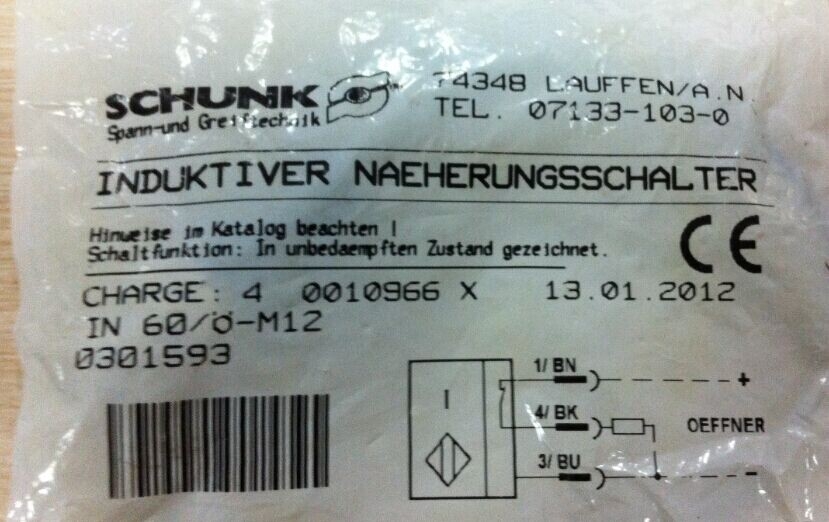 SCHUNK
Spann-und Greiftechnik
74348 LAUFFEN/A.N.
TEL. 07133-103-0
INDUKTIVER NAEHERUNGSSCHALTER
Hinweise im Katalog beachten !
Schaltfunktion: In unbedaempften Zustand gezeichnet.
CE
CHARGE: 4 0010966 X 13.01.2012
IN 60/Ö-M12
0301593
1/ BN
+
4/ BK
OEFFNER
3/ BU
-
I